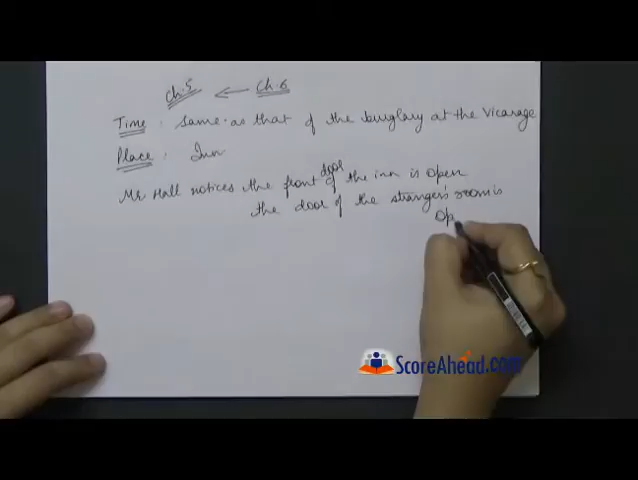 Ch.5 ← Ch.6
Time : Same as that of the burglary at the Vicarage
Place : Inn
Mr Hall notices the front door of the inn is open
the door of the stranger's room is
Op
ScoreAhead.com